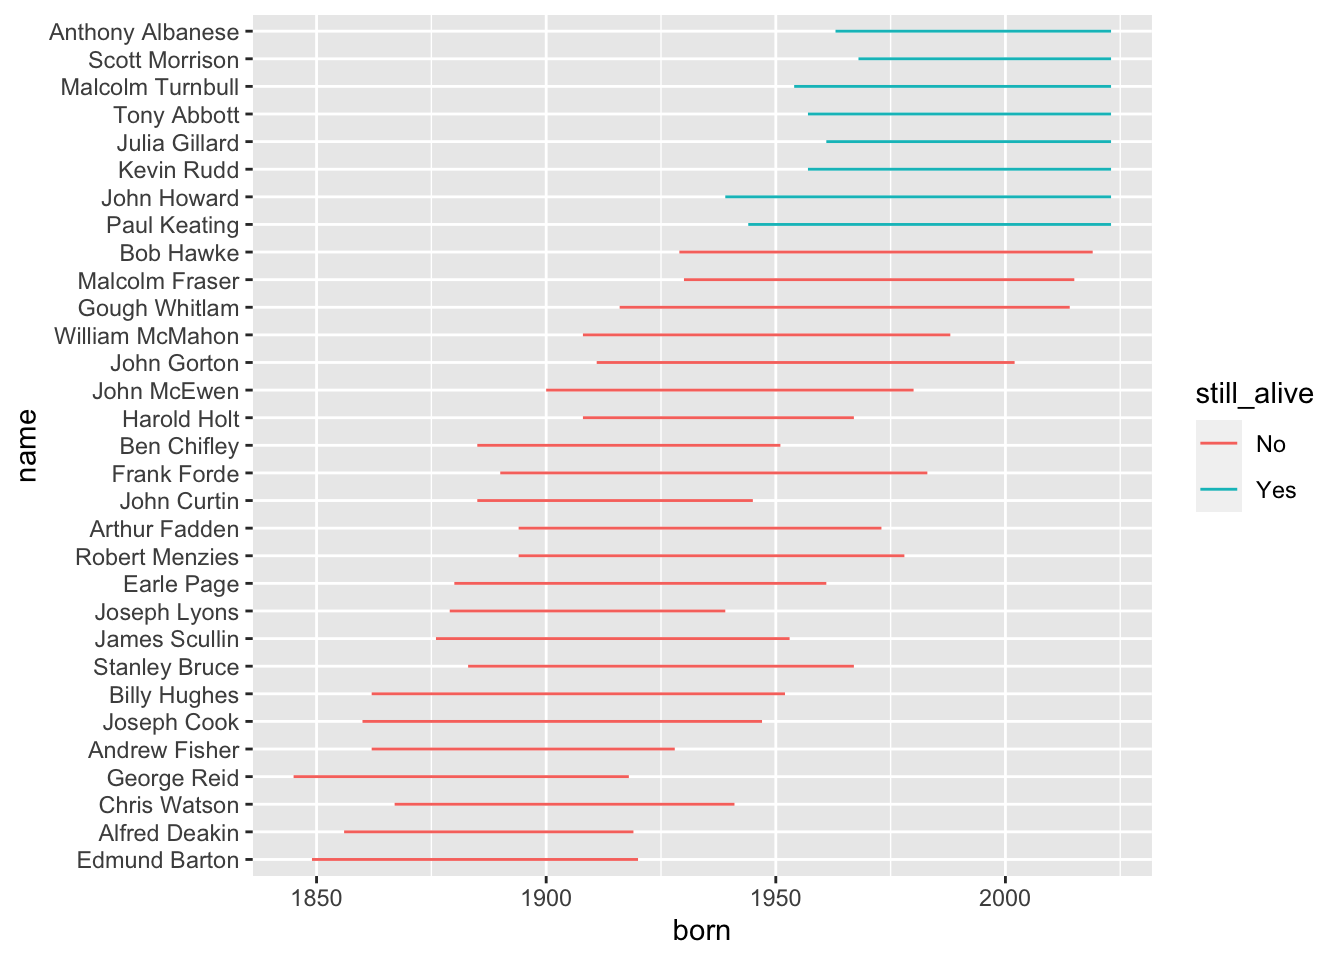 Anthony Albanese
Scott Morrison
Malcolm Turnbull
Tony Abbott
Julia Gillard
Kevin Rudd
John Howard
Paul Keating
Bob Hawke
Malcolm Fraser
Gough Whitlam
William McMahon
John Gorton
John McEwen
Harold Holt
Ben Chifley
Frank Forde
John Curtin
Arthur Fadden
Robert Menzies
Earle Page
Joseph Lyons
James Scullin
Stanley Bruce
Billy Hughes
Joseph Cook
Andrew Fisher
George Reid
Chris Watson
Alfred Deakin
Edmund Barton
name
1850 1900 1950 2000
born
still_alive
No
Yes